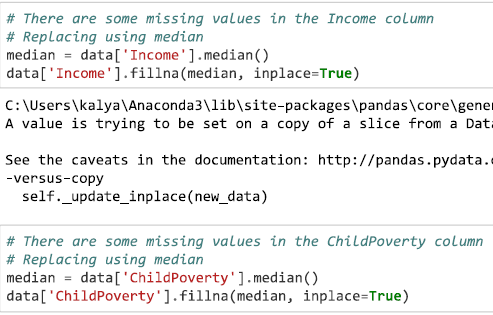 # There are some missing values in the Income column
# Replacing using median
median = data['Income'].median()
data['Income'].fillna(median, inplace=True)
C:\Users\kalya\Anaconda3\lib\site-packages\pandas\core\gene
A value is trying to be set on a copy of a slice from a Dat
See the caveats in the documentation: http://pandas.pydata.
-versus-copy
self._update_inplace(new_data)
# There are some missing values in the ChildPoverty column
# Replacing using median
median = data['ChildPoverty'].median()
data['ChildPoverty'].fillna(median, inplace=True)